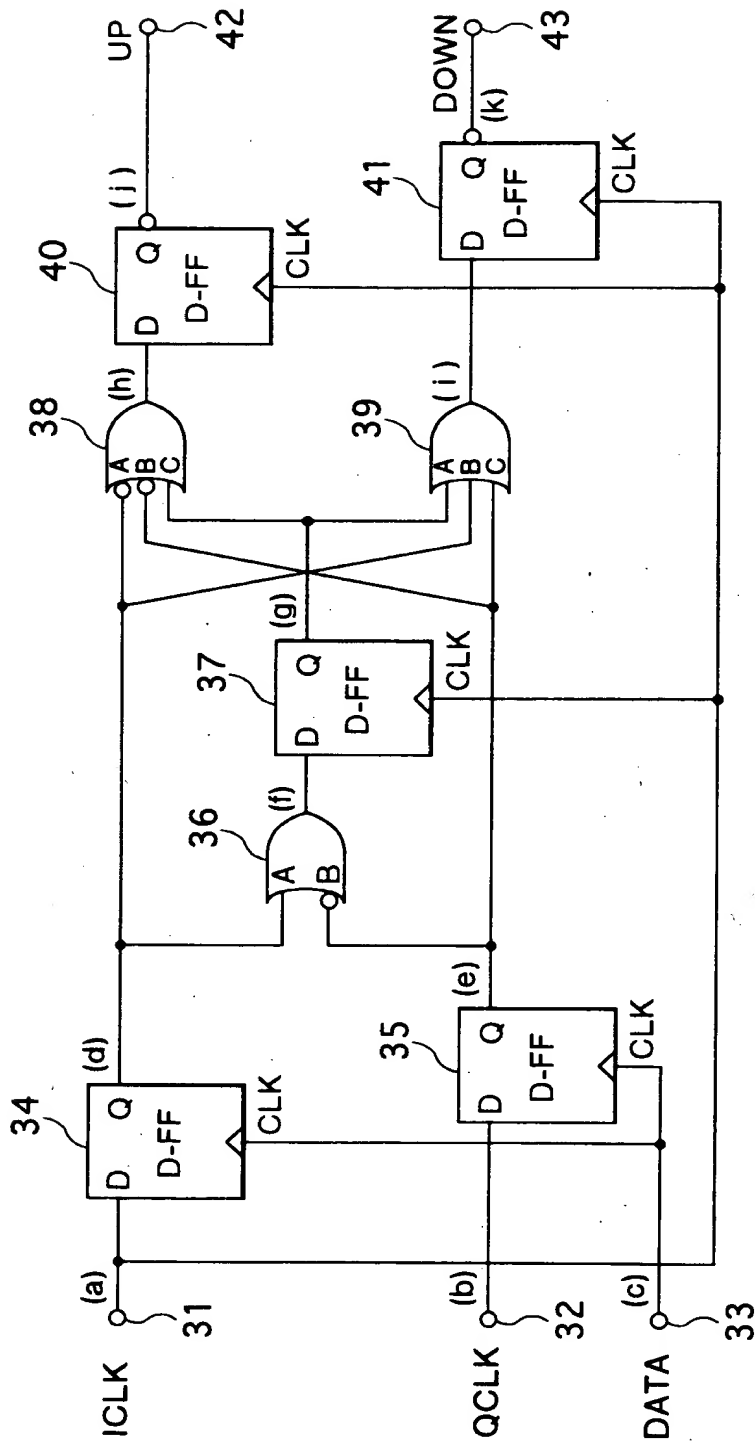 ICLK
(a)
31
QCLK
(b)
32
DATA
(c)
33
34
D
Q
D-FF
CLK
(d)
35
D
Q
D-FF
CLK
(e)
36
A
B
(f)
37
D
Q
D-FF
CLK
(g)
38
A
B
C
(h)
39
A
B
C
(i)
40
D
Q
D-FF
CLK
(j)
UP
42
41
D
Q
D-FF
CLK
DOWN
(k)
43